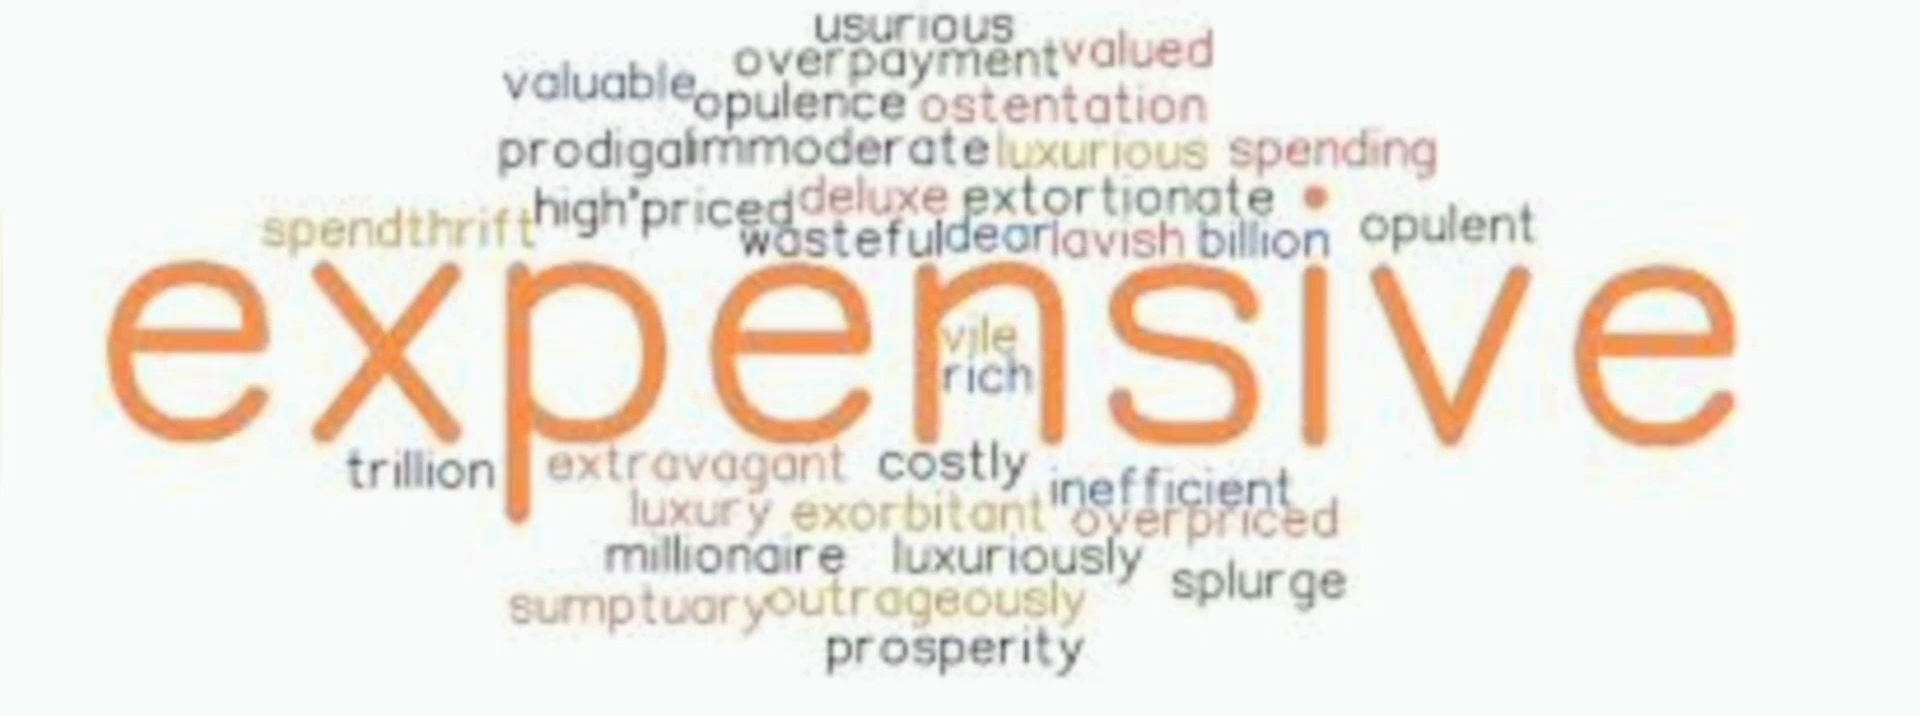 usurious
overpayment valued
valuable opulence ostentation
prodigal immoderate luxurious spending
spendthrift high'priced deluxe extortionate
wasteful dear lavish billion opulent
expensive
vile
rich
trillion extravagant costly inefficient
luxury exorbitant overpriced
millionaire luxuriously splurge
sumptuary outrageously
prosperity